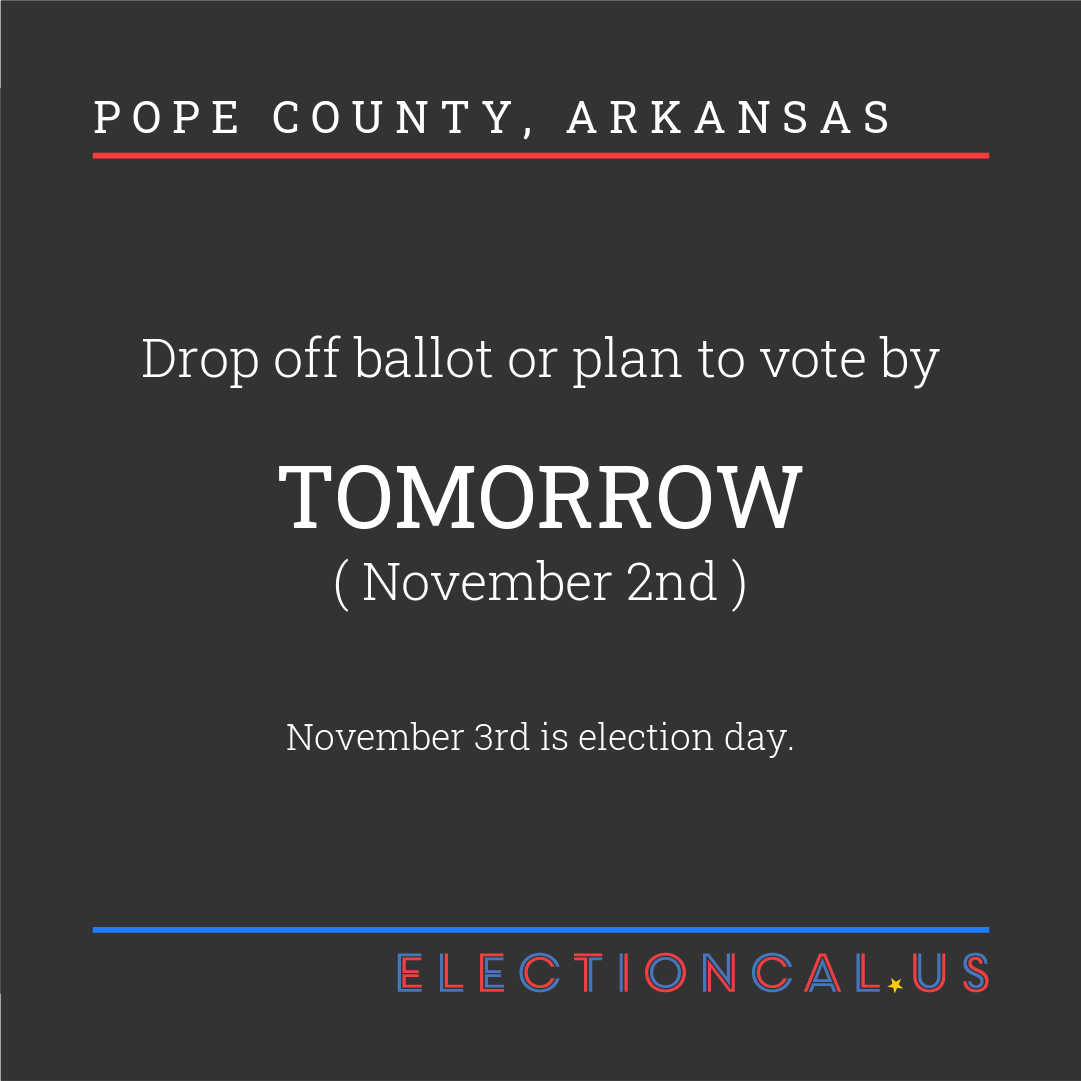 POPE COUNTY, ARKANSAS
Drop off ballot or plan to vote by
TOMORROW
( November 2nd )
November 3rd is election day.
ELECTIONCAL.US